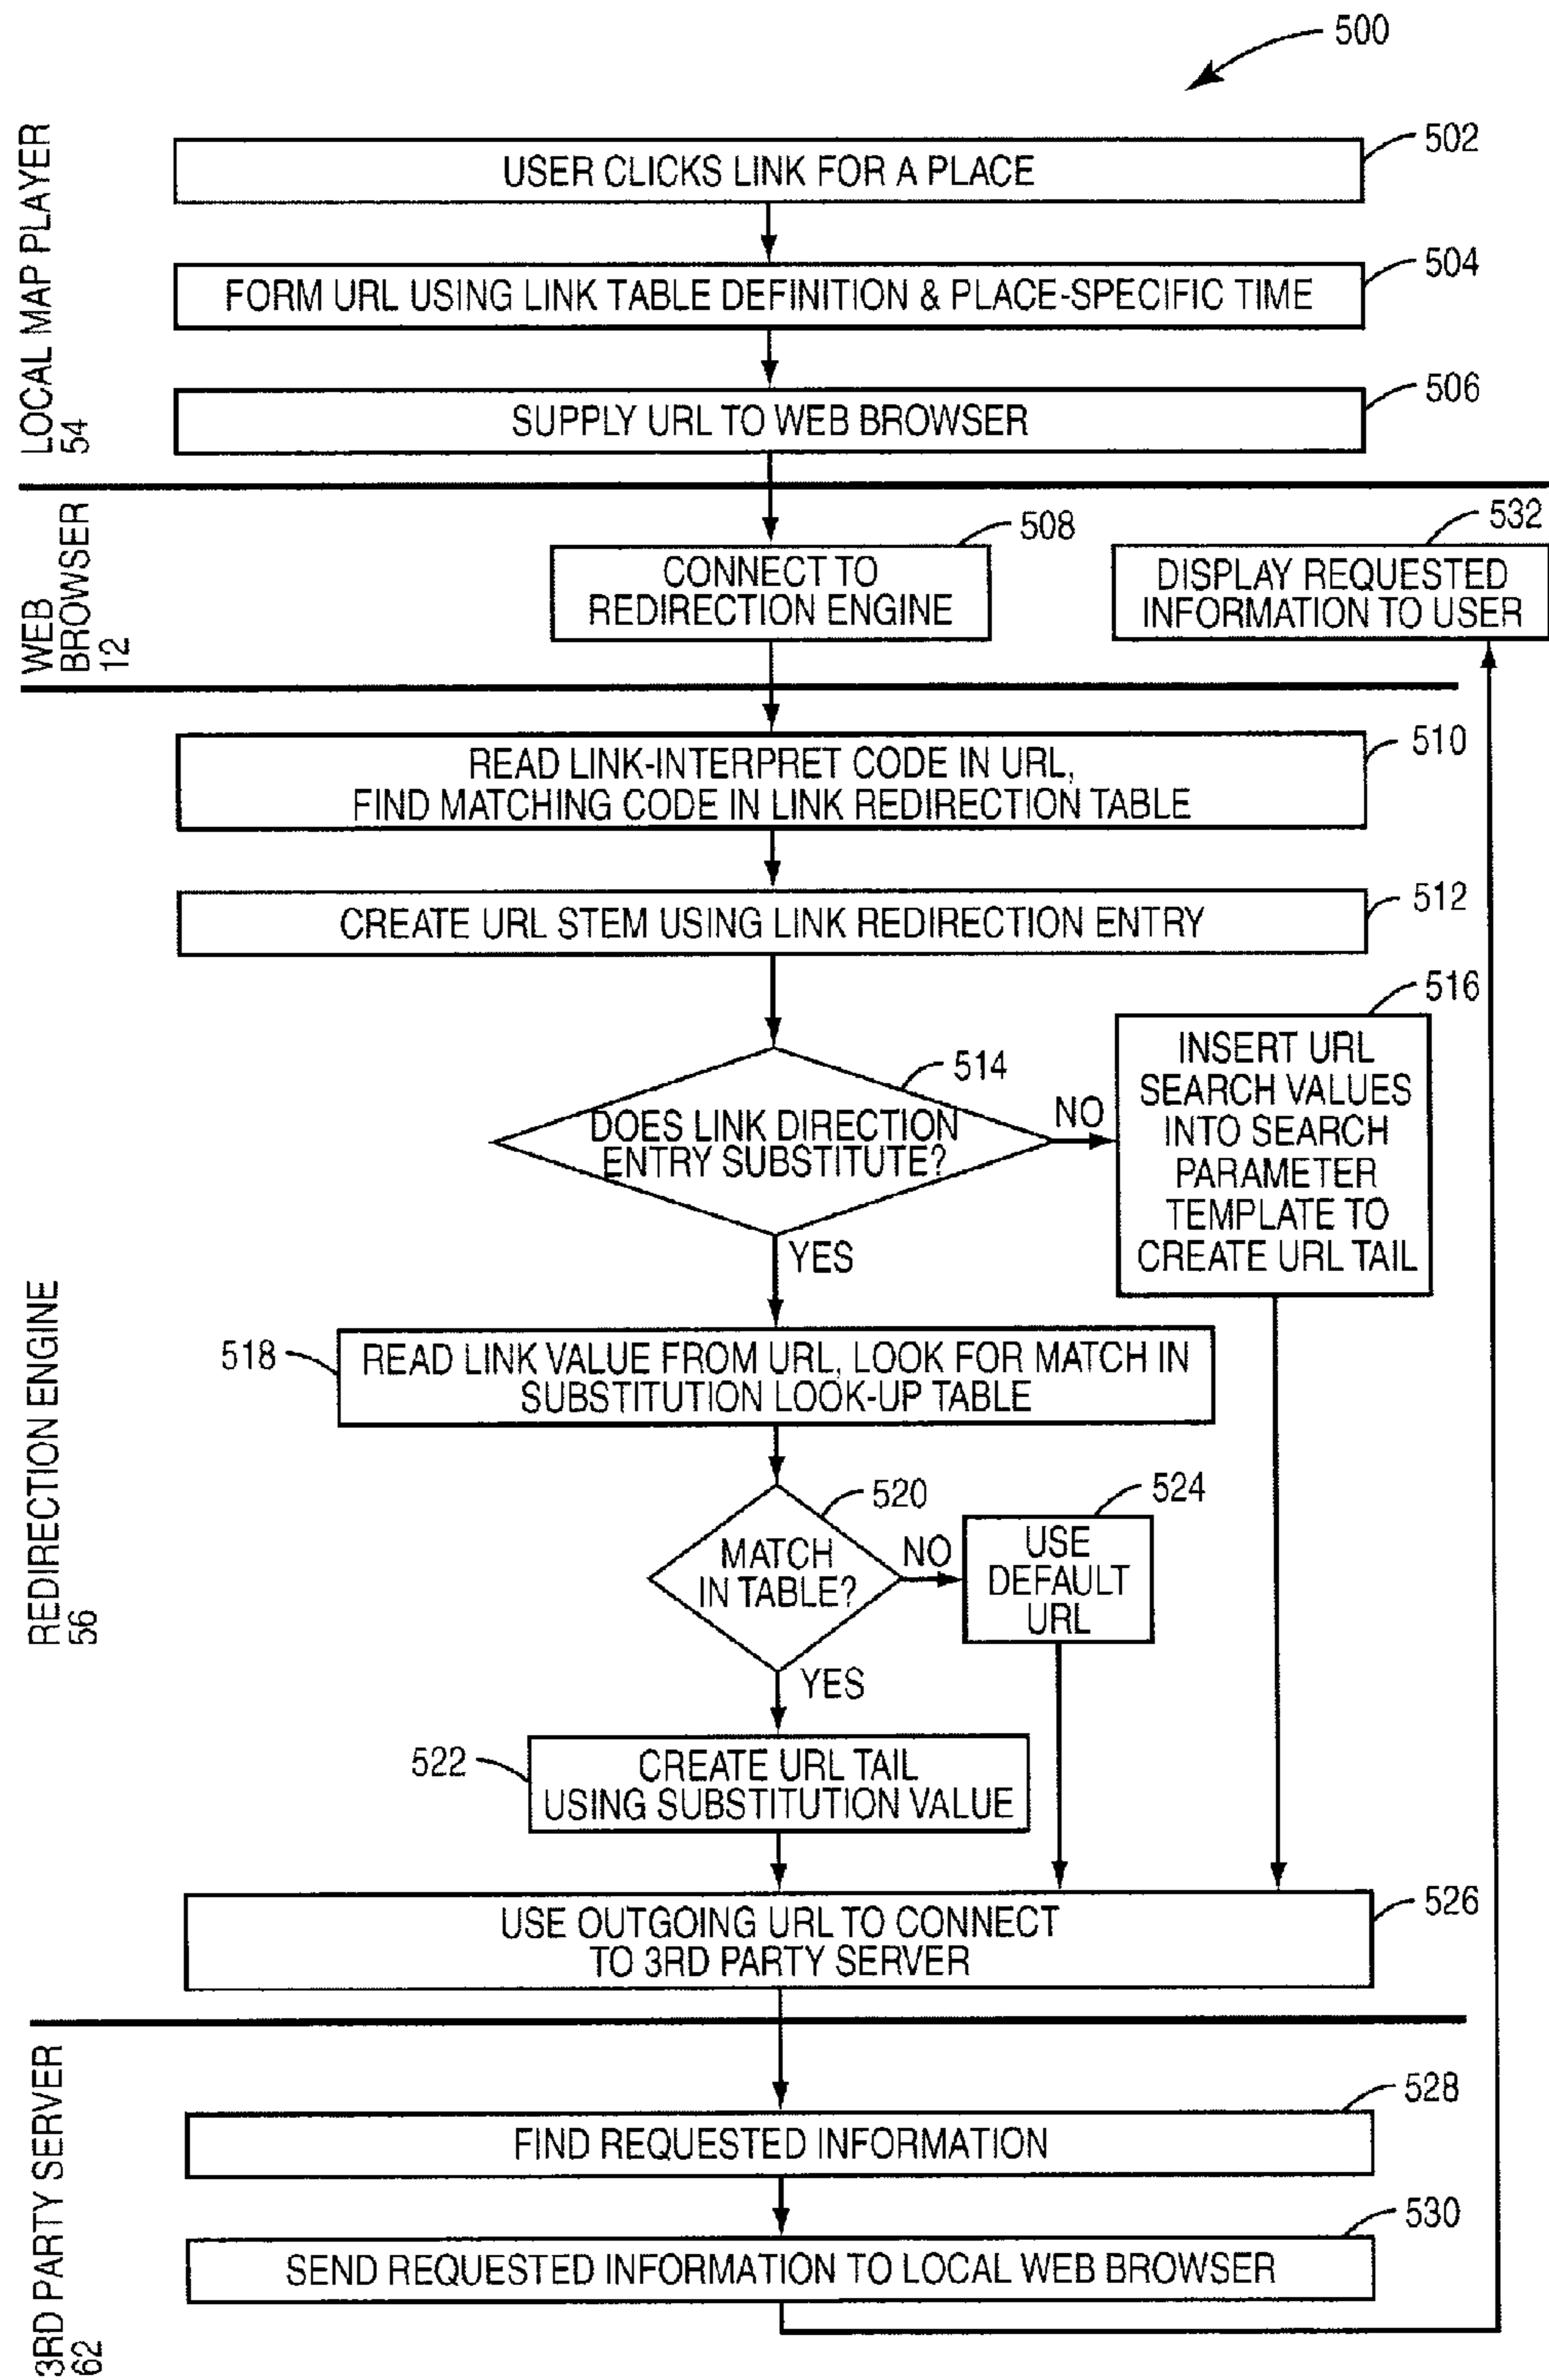 500
LOCAL MAP PLAYER
54
502
USER CLICKS LINK FOR A PLACE
504
FORM URL USING LINK TABLE DEFINITION & PLACE-SPECIFIC TIME
506
SUPPLY URL TO WEB BROWSER
WEB
BROWSER
12
508
CONNECT TO
REDIRECTION ENGINE
532
DISPLAY REQUESTED
INFORMATION TO USER
REDIRECTION ENGINE
56
510
READ LINK-INTERPRET CODE IN URL,
FIND MATCHING CODE IN LINK REDIRECTION TABLE
512
CREATE URL STEM USING LINK REDIRECTION ENTRY
514
DOES LINK DIRECTION
ENTRY SUBSTITUTE?
NO
516
INSERT URL
SEARCH VALUES
INTO SEARCH
PARAMETER
TEMPLATE TO
CREATE URL TAIL
YES
518
READ LINK VALUE FROM URL, LOOK FOR MATCH IN
SUBSTITUTION LOOK-UP TABLE
520
MATCH
IN TABLE?
NO
524
USE
DEFAULT
URL
YES
522
CREATE URL TAIL
USING SUBSTITUTION VALUE
526
USE OUTGOING URL TO CONNECT
TO 3RD PARTY SERVER
3RD PARTY SERVER
62
528
FIND REQUESTED INFORMATION
530
SEND REQUESTED INFORMATION TO LOCAL WEB BROWSER